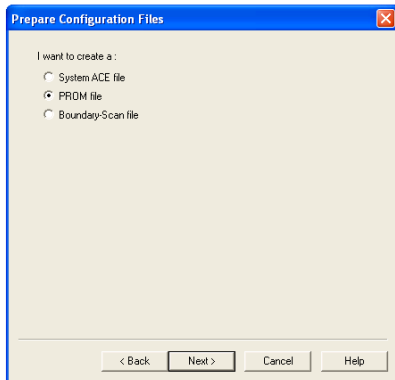 Prepare Configuration Files
I want to create a :
System ACE file
PROM file
Boundary-Scan file
< Back Next > Cancel Help